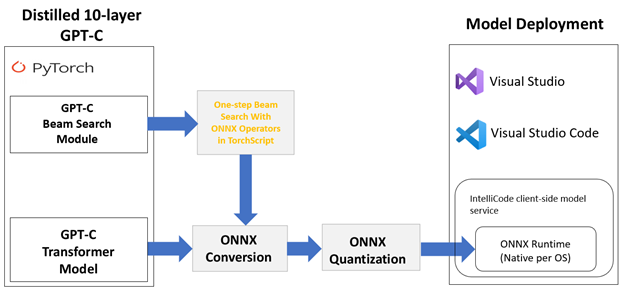 Distilled 10-layer
GPT-C
PyTorch
GPT-C
Beam Search
Module
One-step Beam
Search With
ONNX Operators
in TorchScript
GPT-C
Transformer
Model
ONNX
Conversion
ONNX
Quantization
Model Deployment
Visual Studio
Visual Studio Code
IntelliCode client-side model
service
ONNX Runtime
(Native per OS)